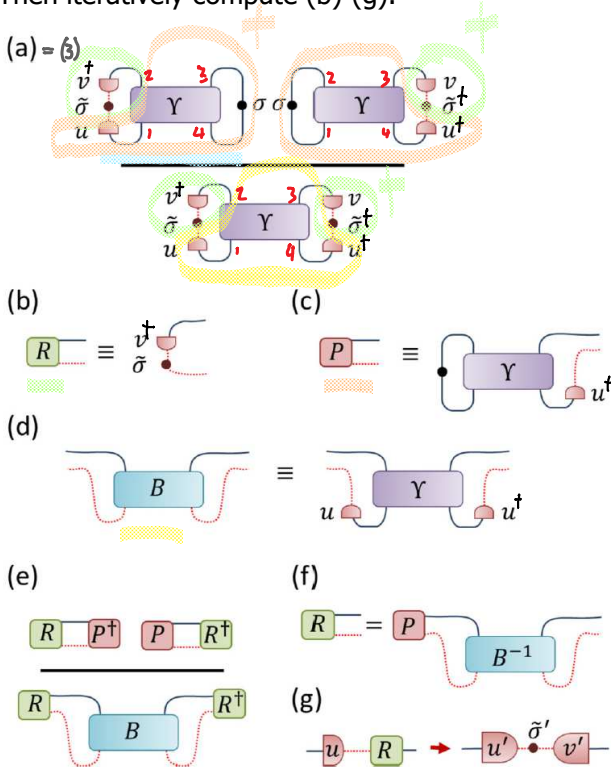 Then iteratively compute (b)-(g).
(a) = (3)
v† 2 3 2 3 v
σ̃ Υ σ σ Υ σ̃†
u 1 4 1 4 u†
v† 2 3 v
σ̃ Υ σ̃†
u 1 4 u†
(b) (c)
R ≡ v† σ̃ P ≡ Υ u†
(d)
B ≡ u Υ u†
(e) (f)
R P† P R† R = P B⁻¹
R B R†
(g)
u R → u' σ̃' v'